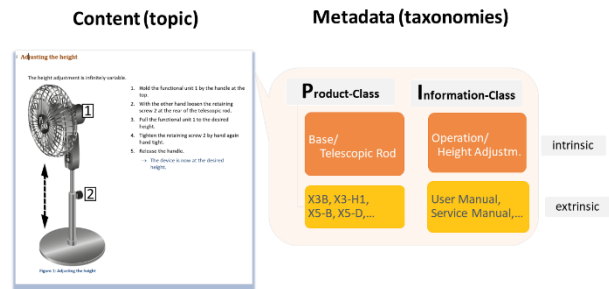 Content (topic)
Metadata (taxonomies)
Adjusting the height
The height adjustment is infinitely variable.
1. Hold the functional unit 1 by the handle at the
top.
2. With the other hand loosen the retaining
screw 2 at the rear of the telescopic rod.
3. Pull the functional unit 1 to the desired
height.
4. Tighten the retaining screw 2 by hand again
hand tight.
5. Release the handle.
→ The device is now at the desired
height.
1
2
Figure 1: Adjusting the height
Product-Class
Information-Class
Base/
Telescopic Rod
Operation/
Height Adjustm.
intrinsic
X3B, X3-H1,
X5-B, X5-D,...
User Manual,
Service Manual,...
extrinsic